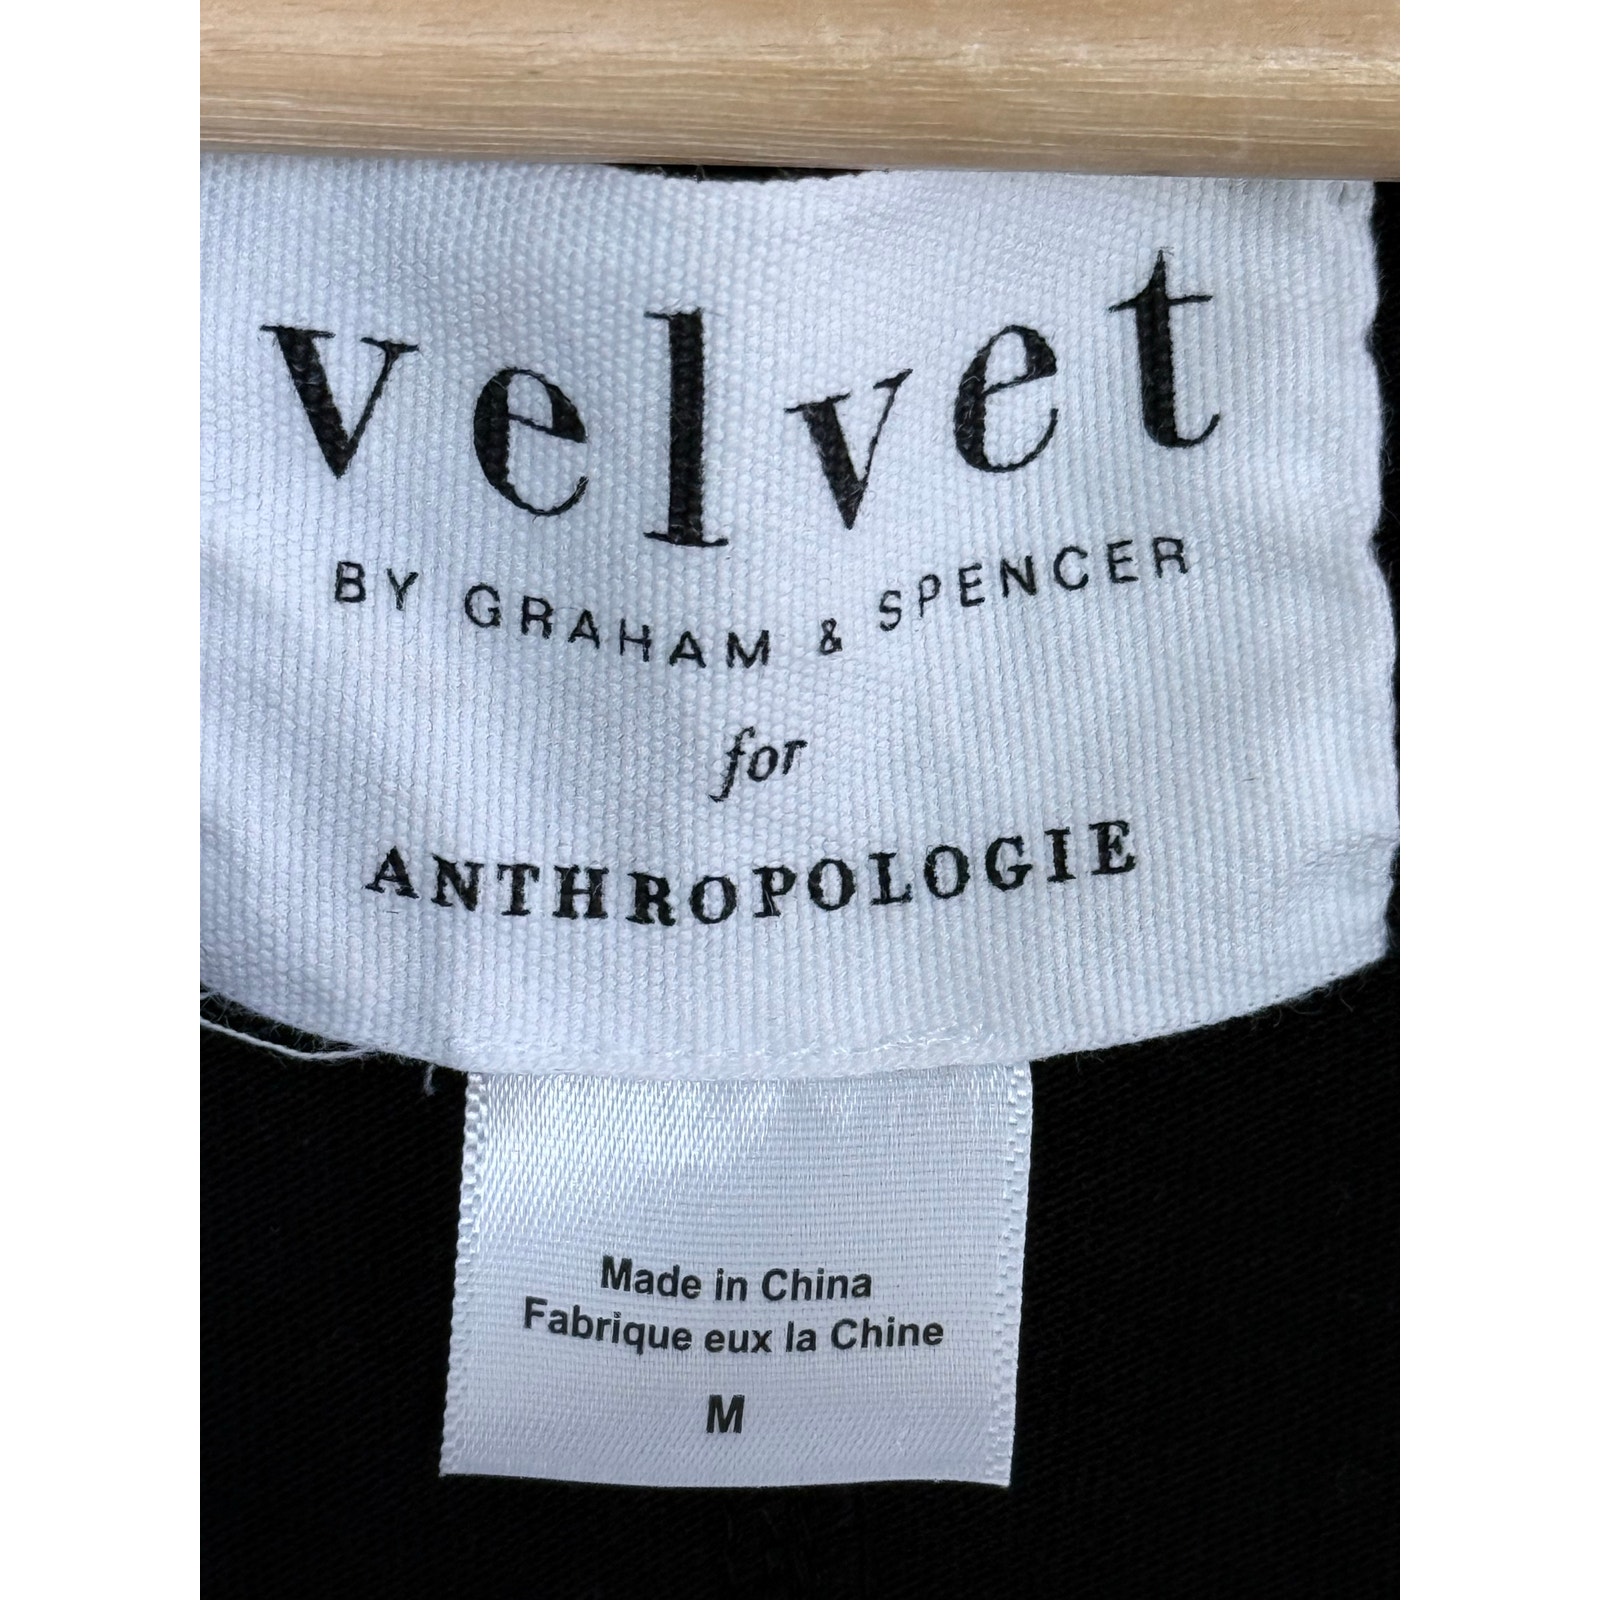 velvet
BY GRAHAM & SPENCER
for
ANTHROPOLOGIE
Made in China
Fabrique eux la Chine
M